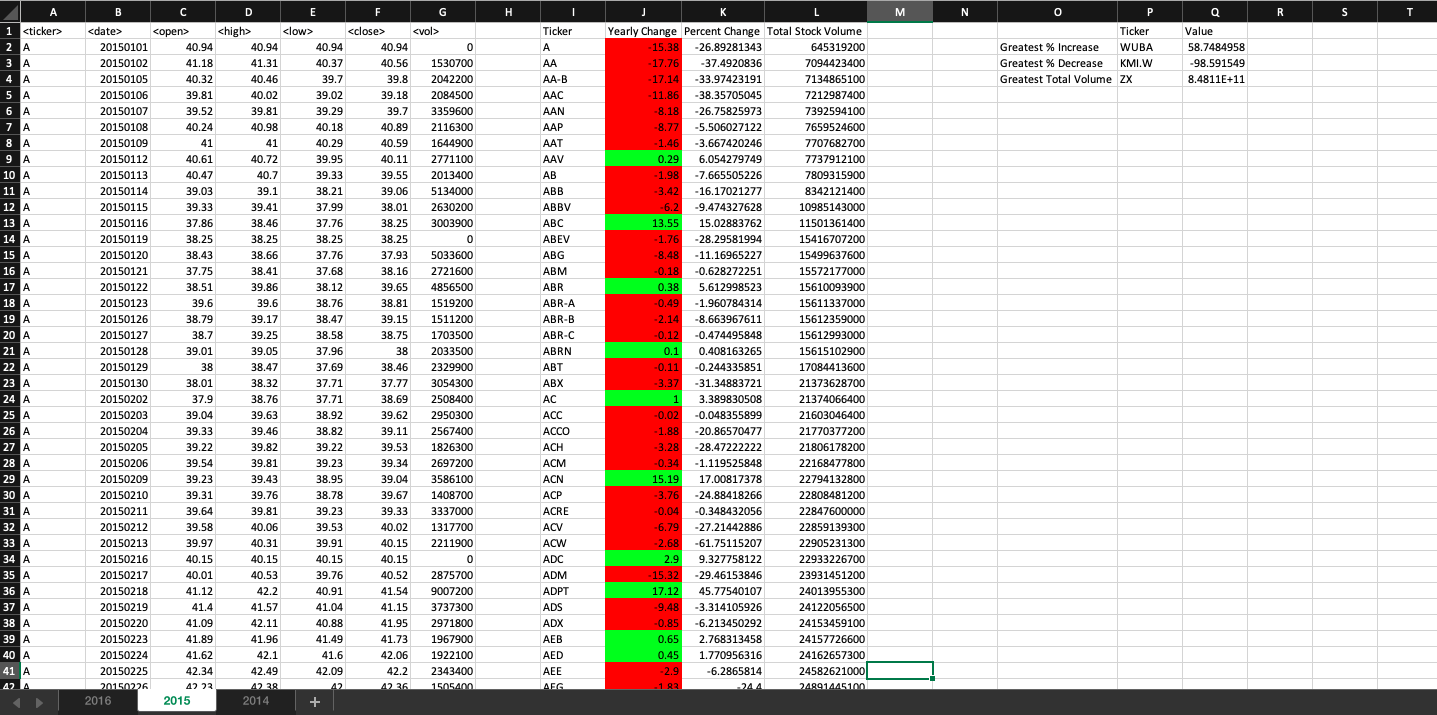 A B C D E F G H I J K L M N O P Q R S T
1 <ticker> <date> <open> <high> <low> <close> <vol> Ticker Yearly Change Percent Change Total Stock Volume Ticker Value
2 A 20150101 40.94 40.94 40.94 40.94 0 A -15.38 -26.89281343 645319200 Greatest % Increase WUBA 58.7484958
3 A 20150102 41.18 41.31 40.37 40.56 1530700 AA -17.76 -37.4920836 7094423400 Greatest % Decrease KMI.W -98.591549
4 A 20150105 40.32 40.46 39.7 39.8 2042200 AA-B -17.14 -33.97423191 7134865100 Greatest Total Volume ZX 8.4811E+11
5 A 20150106 39.81 40.02 39.02 39.18 2084500 AAC -11.86 -38.35705045 7212987400
6 A 20150107 39.52 39.81 39.29 39.7 3359600 AAN -8.18 -26.75825973 7392594100
7 A 20150108 40.24 40.98 40.18 40.89 2116300 AAP -8.77 -5.506027122 7659524600
8 A 20150109 41 41 40.29 40.59 1644900 AAT -1.46 -3.667420246 7707682700
9 A 20150112 40.61 40.72 39.95 40.11 2771100 AAV 0.29 6.054279749 7737912100
10 A 20150113 40.47 40.7 39.33 39.55 2013400 AB -1.98 -7.665505226 7809315900
11 A 20150114 39.03 39.1 38.21 39.06 5134000 ABB -3.42 -16.17021277 8342121400
12 A 20150115 39.33 39.41 37.99 38.01 2630200 ABBV -6.2 -9.474327628 10985143000
13 A 20150116 37.86 38.46 37.76 38.25 3003900 ABC 13.55 15.02883762 11501361400
14 A 20150119 38.25 38.25 38.25 38.25 0 ABEV -1.76 -28.29581994 15416707200
15 A 20150120 38.43 38.66 37.76 37.93 5033600 ABG -8.48 -11.16965227 15499637600
16 A 20150121 37.75 38.41 37.68 38.16 2721600 ABM -0.18 -0.628272251 15572177000
17 A 20150122 38.51 39.86 38.12 39.65 4856500 ABR 0.38 5.612998523 15610093900
18 A 20150123 39.6 39.6 38.76 38.81 1519200 ABR-A -0.49 -1.960784314 15611337000
19 A 20150126 38.79 39.17 38.47 39.15 1511200 ABR-B -2.14 -8.663967611 15612359000
20 A 20150127 38.7 39.25 38.58 38.75 1703500 ABR-C -0.12 -0.474495848 15612993000
21 A 20150128 39.01 39.05 37.96 38 2033500 ABRN 0.1 0.408163265 15615102900
22 A 20150129 38 38.47 37.69 38.46 2329900 ABT -0.11 -0.244335851 17084413600
23 A 20150130 38.01 38.32 37.71 37.77 3054300 ABX -3.37 -31.34883721 21373628700
24 A 20150202 37.9 38.76 37.71 38.69 2508400 AC 1 3.389830508 21374066400
25 A 20150203 39.04 39.63 38.92 39.62 2950300 ACC -0.02 -0.048355899 21603046400
26 A 20150204 39.33 39.46 38.82 39.11 2567400 ACCO -1.88 -20.86570477 21770377200
27 A 20150205 39.22 39.82 39.22 39.53 1826300 ACH -3.28 -28.47222222 21806178200
28 A 20150206 39.54 39.81 39.23 39.34 2697200 ACM -0.34 -1.119525848 22168477800
29 A 20150209 39.23 39.43 38.95 39.04 3586100 ACN 15.19 17.00817378 22794132800
30 A 20150210 39.31 39.76 38.78 39.67 1408700 ACP -3.76 -24.88418266 22808481200
31 A 20150211 39.64 39.81 39.23 39.33 3337000 ACRE -0.04 -0.348432056 22847600000
32 A 20150212 39.58 40.06 39.53 40.02 1317700 ACV -6.79 -27.21442886 22859139300
33 A 20150213 39.97 40.31 39.91 40.15 2211900 ACW -2.68 -61.75115207 22905231300
34 A 20150216 40.15 40.15 40.15 40.15 0 ADC 2.9 9.327758122 22933226700
35 A 20150217 40.01 40.53 39.76 40.52 2875700 ADM -15.32 -29.46153846 23931451200
36 A 20150218 41.12 42.2 40.91 41.54 9007200 ADPT 17.12 45.77540107 24013955300
37 A 20150219 41.4 41.57 41.04 41.15 3737300 ADS -9.48 -3.314105926 24122056500
38 A 20150220 41.09 42.11 40.88 41.95 2971800 ADX -0.85 -6.213450292 24153459100
39 A 20150223 41.89 41.96 41.49 41.73 1967900 AEB 0.65 2.768313458 24157726600
40 A 20150224 41.62 42.1 41.6 42.06 1922100 AED 0.45 1.770956316 24162657300
41 A 20150225 42.34 42.49 42.09 42.2 2343400 AEE -2.9 -6.2865814 24582621000
42 A 20150226 42.23 42.38 42 42.36 1505400 AEG -1.83 -24.4 24891445100
2016 2015 2014 +